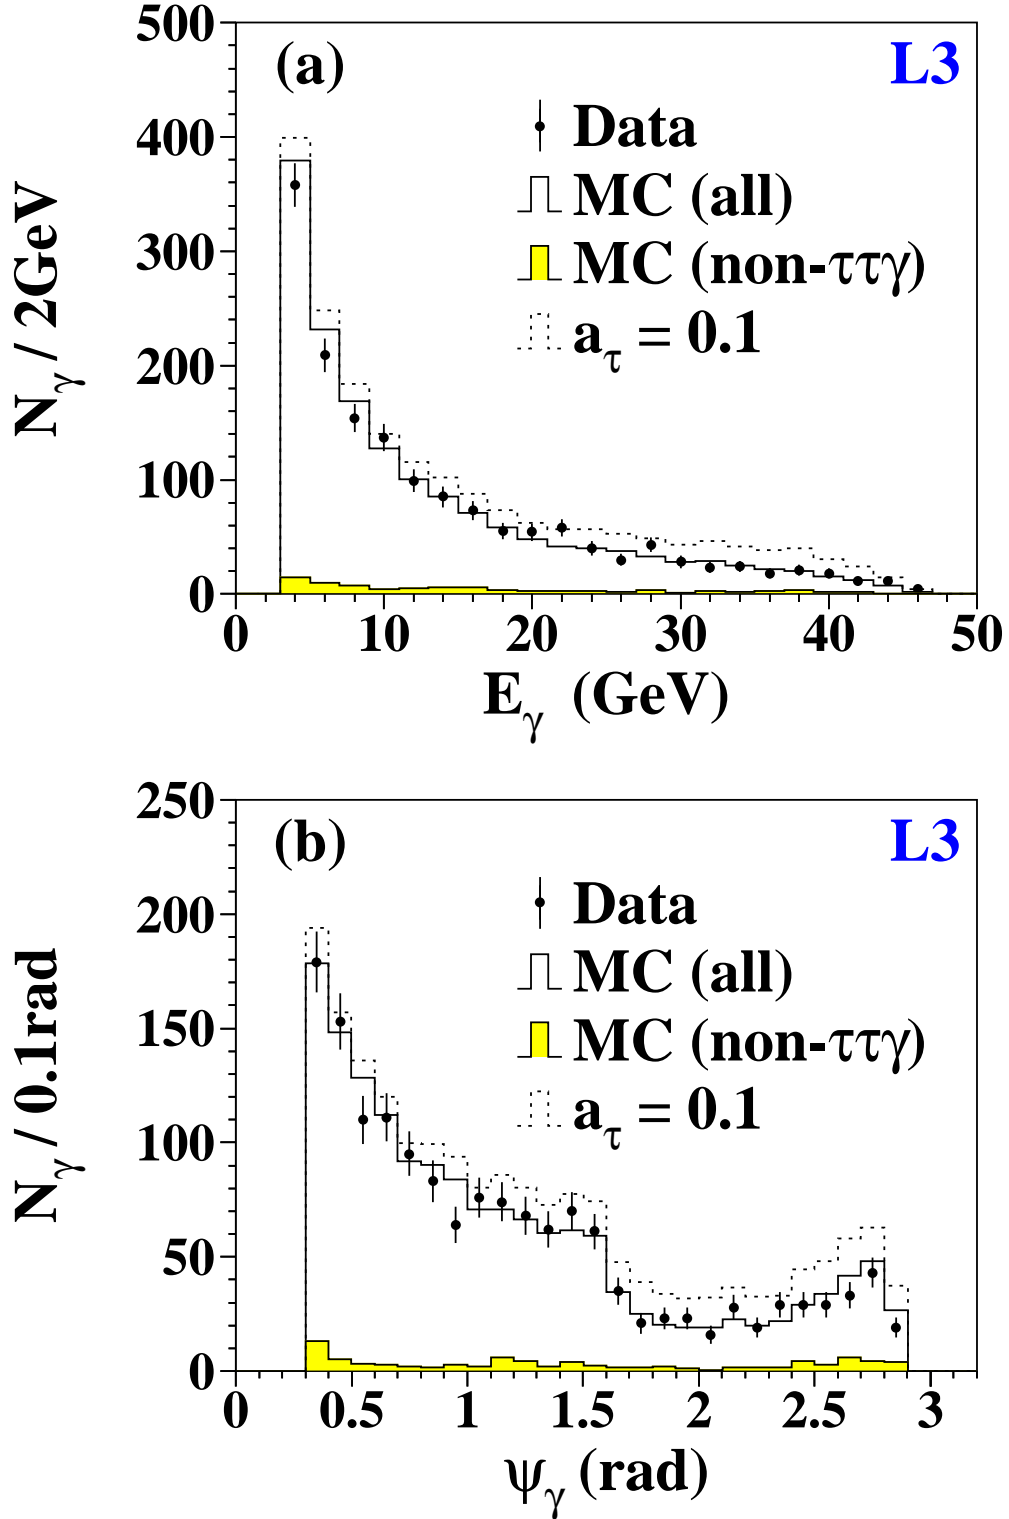 (a)
L3
Data
MC (all)
MC (non-ττγ)
a_τ = 0.1
N_γ / 2GeV
500
400
300
200
100
0
0 10 20 30 40 50
E_γ (GeV)
(b)
L3
Data
MC (all)
MC (non-ττγ)
a_τ = 0.1
N_γ / 0.1rad
250
200
150
100
50
0
0 0.5 1 1.5 2 2.5 3
ψ_γ (rad)